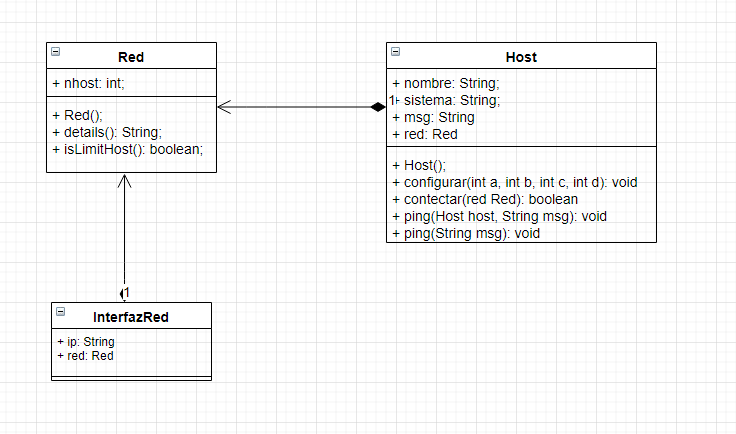 Red
+ nhost: int;
+ Red();
+ details(): String;
+ isLimitHost(): boolean;
Host
+ nombre: String;
1
+ sistema: String;
+ msg: String
+ red: Red
+ Host();
+ configurar(int a, int b, int c, int d): void
+ contectar(red Red): boolean
+ ping(Host host, String msg): void
+ ping(String msg): void
1
InterfazRed
+ ip: String
+ red: Red